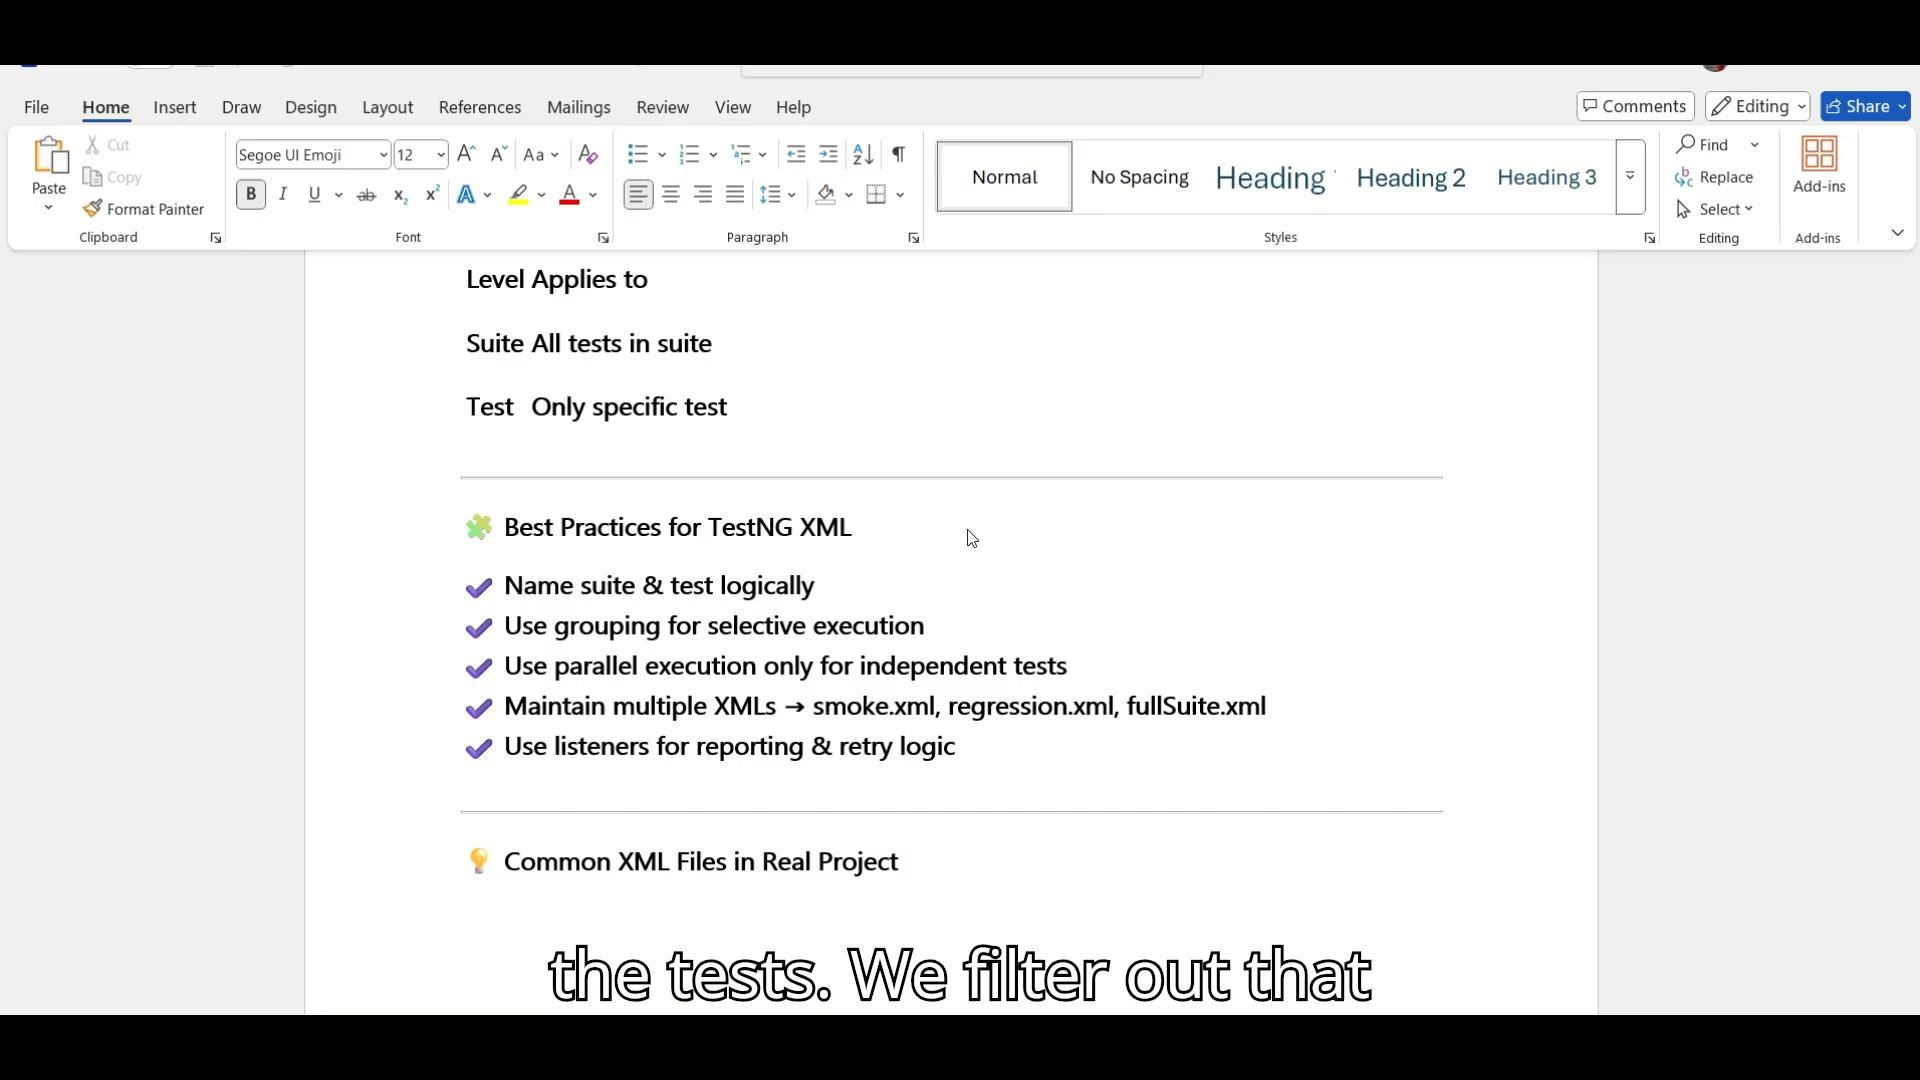 File Home Insert Draw Design Layout References Mailings Review View Help Comments Editing Share
Paste Cut Copy Format Painter Clipboard
Segoe UI Emoji 12 Aa B I U ab x₂ x² A A Font
Paragraph
Normal No Spacing Heading Heading 2 Heading 3 Styles
Find Replace Select Editing
Add-ins Add-ins
Level Applies to
Suite All tests in suite
Test Only specific test
🧩 Best Practices for TestNG XML
✔ Name suite & test logically
✔ Use grouping for selective execution
✔ Use parallel execution only for independent tests
✔ Maintain multiple XMLs → smoke.xml, regression.xml, fullSuite.xml
✔ Use listeners for reporting & retry logic
💡 Common XML Files in Real Project
the tests. We filter out that